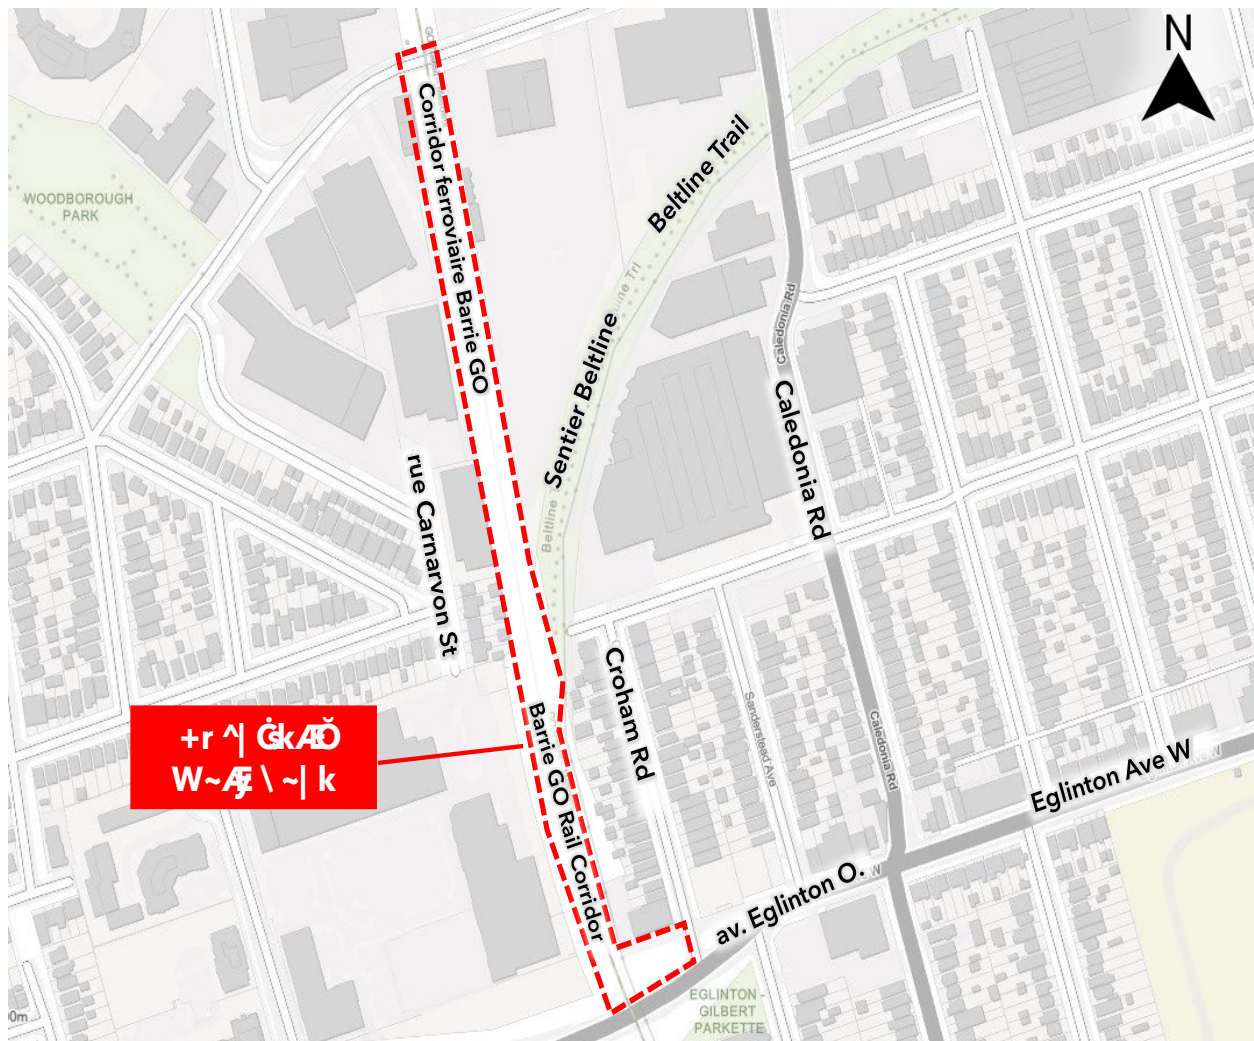 N
WOODBOROUGH
PARK
Corridor ferroviaire Barrie GO
Beltline Trail
Sentier Beltline
Beltline
Caledonia Rd
Caledonia Rd
rue Carnarvon St
Croham Rd
Sanderstead Ave
Caledonia Rd
Barrie GO Rail Corridor
Eglinton Ave W
W
av. Eglinton O.
W
EGLINTON -
GILBERT
PARKETTE